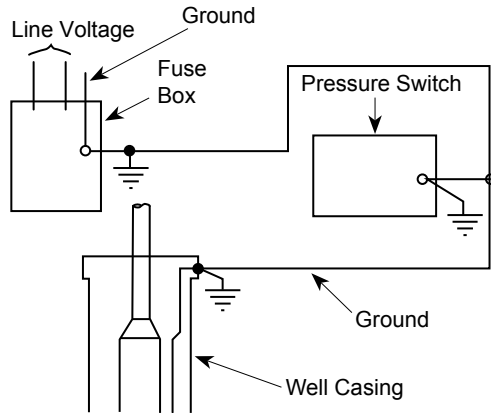 Ground
Line Voltage
Fuse
Box
Pressure Switch
Ground
Well Casing